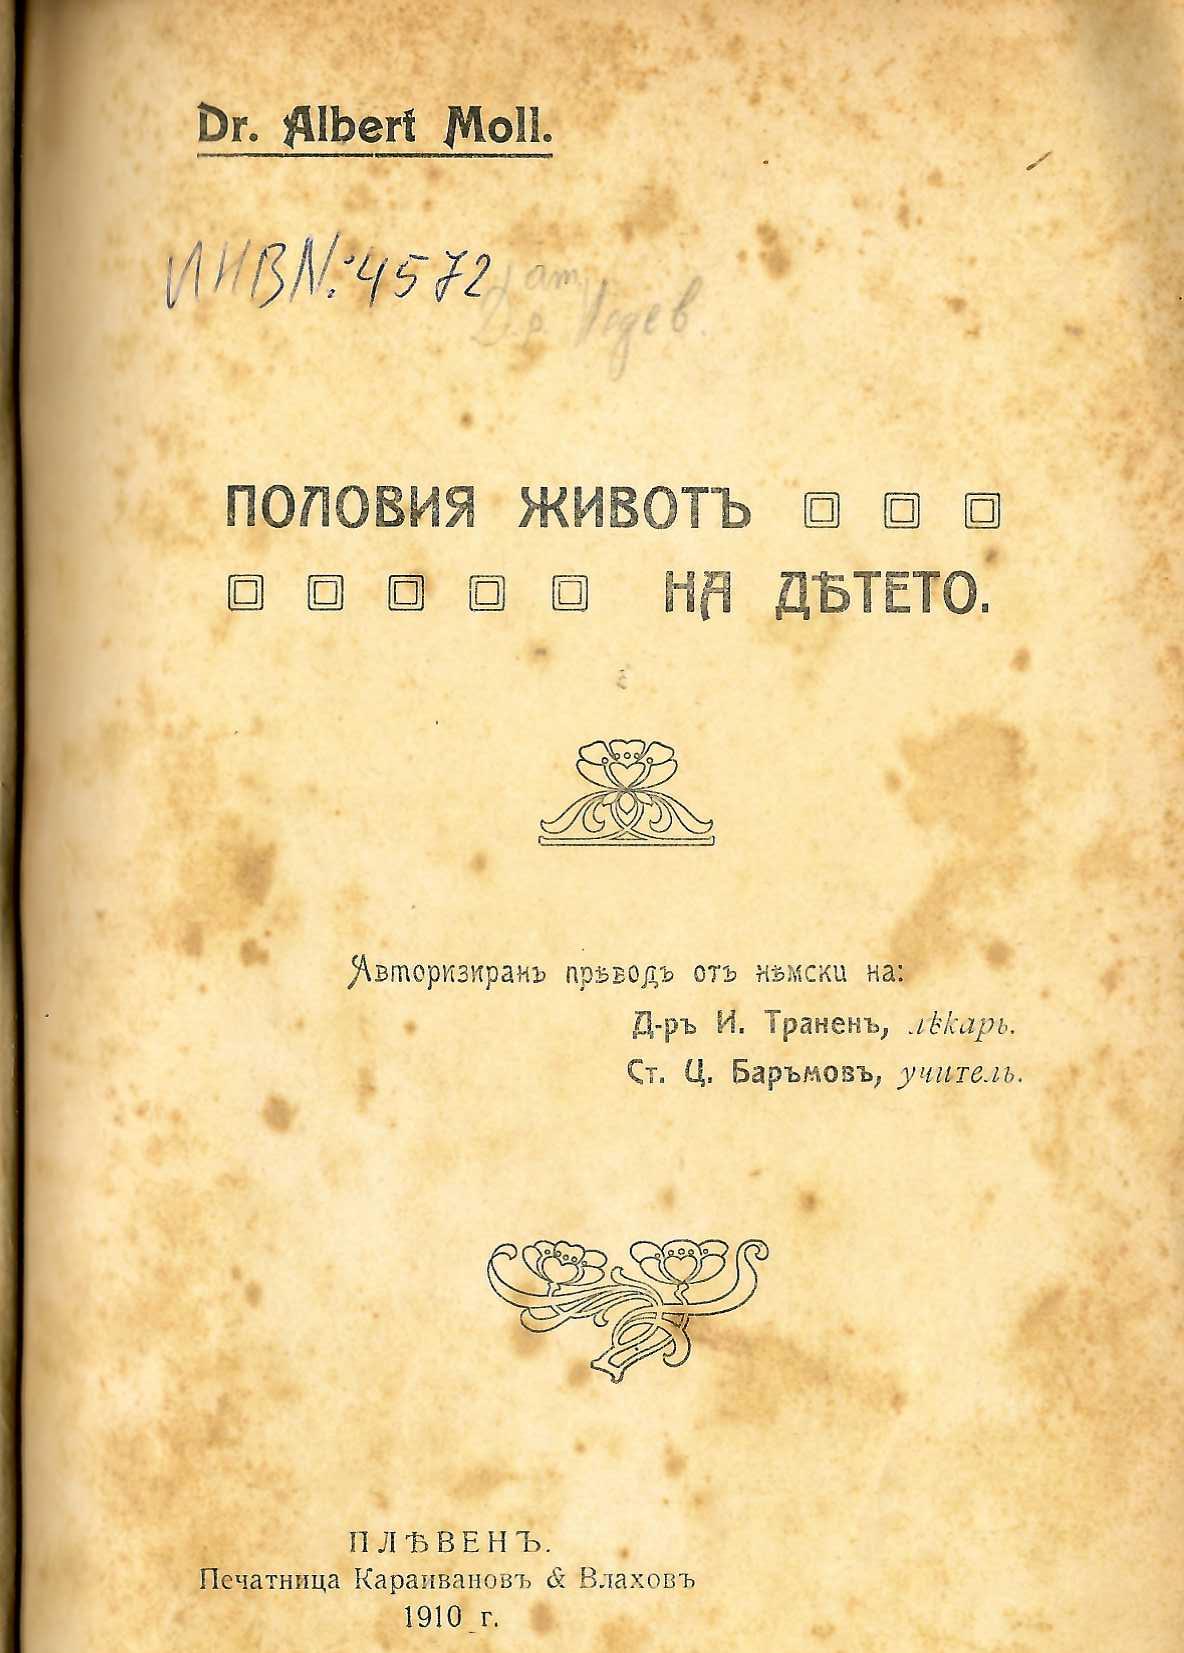 Dr. Albert Moll.
ИНВ N: 4572
ПОЛОВИЯ ЖИВОТЪ
НА ДѢТЕТО.
Авторизиранъ прѣводъ отъ нѣмски на:
Д-ръ И. Траненъ, лѣкарь.
Ст. Ц. Баръмовъ, учитель.
ПЛѢВЕНЪ.
Печатница Караивановъ & Влаховъ
1910 г.